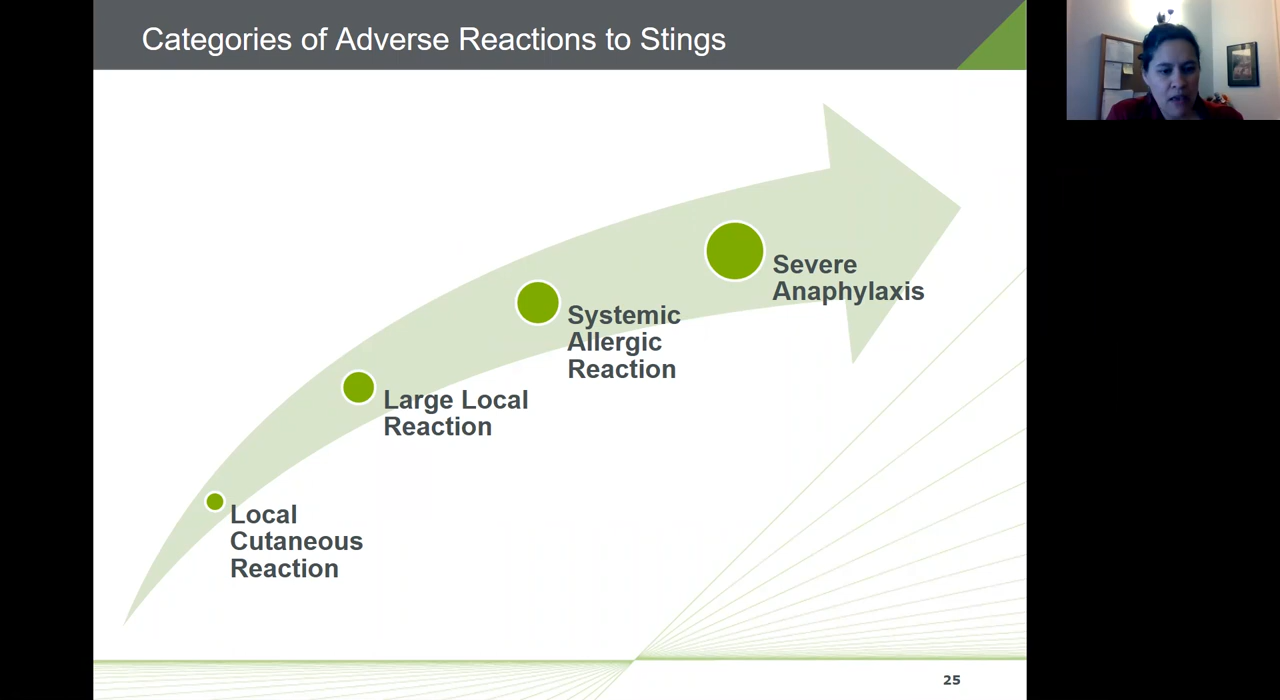 Categories of Adverse Reactions to Stings
Severe
Anaphylaxis
Systemic
Allergic
Reaction
Large Local
Reaction
Local
Cutaneous
Reaction
25